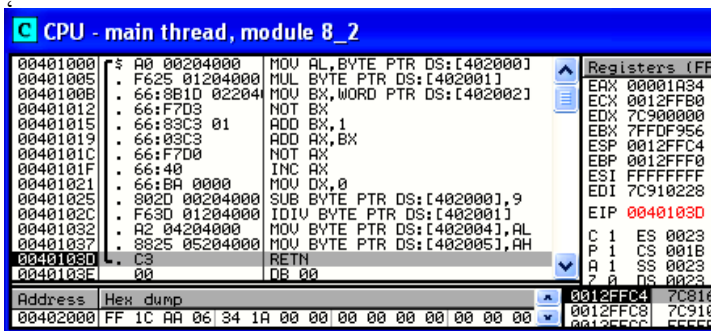 ‘
C CPU - main thread, module 8_2
00401000 $ A0 00204000 MOV AL,BYTE PTR DS:[402000]
00401005 . F625 01204000 MUL BYTE PTR DS:[402001]
0040100B . 66:8B1D 02204 MOV BX,WORD PTR DS:[402002]
00401012 . 66:F7D3 NOT BX
00401015 . 66:83C3 01 ADD BX,1
00401019 . 66:03C3 ADD AX,BX
0040101C . 66:F7D0 NOT AX
0040101F . 66:40 INC AX
00401021 . 66:BA 0000 MOV DX,0
00401025 . 802D 00204000 SUB BYTE PTR DS:[402000],9
0040102C . F63D 01204000 IDIV BYTE PTR DS:[402001]
00401032 . A2 04204000 MOV BYTE PTR DS:[402004],AL
00401037 . 8825 05204000 MOV BYTE PTR DS:[402005],AH
0040103D . C3 RETN
0040103E 00 DB 00
Registers (FF
EAX 00001A34
ECX 0012FFB0
EDX 7C900000
EBX 7FFDF956
ESP 0012FFC4
EBP 0012FFF0
ESI FFFFFFFF
EDI 7C910228
EIP 0040103D
C 1 ES 0023
P 1 CS 001B
A 1 SS 0023
Z 0 DS 0023
Address Hex dump
00402000 FF 1C AA 06 34 1A 00 00 00 00 00 00 00
0012FFC4 7C816
0012FFC8 7C910